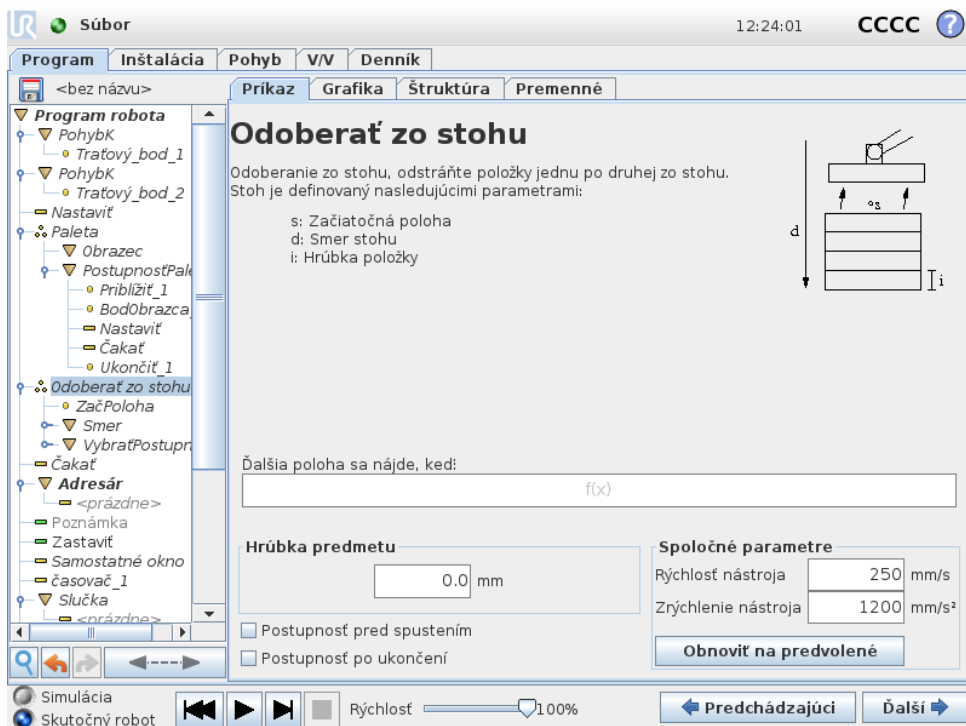 UR Súbor 12:24:01 CCCC ?
Program Inštalácia Pohyb V/V Denník
<bez názvu>
Príkaz Grafika Štruktúra Premenné
Program robota
PohybK
Traťový_bod_1
PohybK
Traťový_bod_2
Nastaviť
Paleta
Obrazec
PostupnosťPale
Priblížiť_1
BodObrazca
Nastaviť
Čakať
Ukončiť_1
Odoberať zo stohu
ZačPoloha
Smer
VybraťPostupn
Čakať
Adresár
<prázdne>
Poznámka
Zastaviť
Samostatné okno
časovač_1
Slučka
<prázdne>
Odoberať zo stohu
Odoberanie zo stohu, odstráňte položky jednu po druhej zo stohu.
Stoh je definovaný nasledujúcimi parametrami:
s: Začiatočná poloha
d: Smer stohu
i: Hrúbka položky
s
d
i
Ďalšia poloha sa nájde, keď:
f(x)
Hrúbka predmetu
0.0 mm
Postupnosť pred spustením
Postupnosť po ukončení
Spoločné parametre
Rýchlosť nástroja 250 mm/s
Zrýchlenie nástroja 1200 mm/s²
Obnoviť na predvolené
Simulácia
Skutočný robot
Rýchlosť 100%
Predchádzajúci
Ďalší